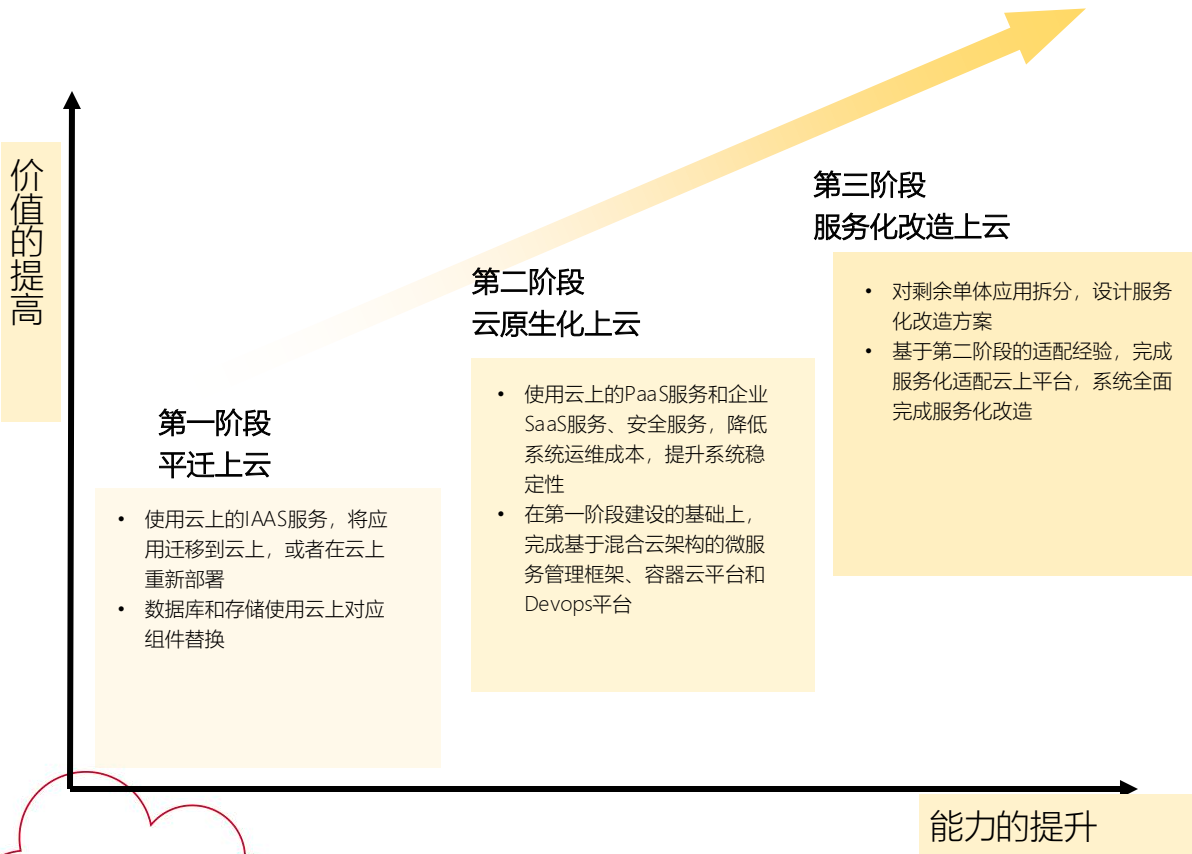 价值的提高
第三阶段
服务化改造上云
• 对剩余单体应用拆分，设计服务
化改造方案
• 基于第二阶段的适配经验，完成
服务化适配云上平台，系统全面
完成服务化改造
第二阶段
云原生化上云
• 使用云上的PaaS服务和企业
SaaS服务、安全服务，降低
系统运维成本，提升系统稳
定性
• 在第一阶段建设的基础上，
完成基于混合云架构的微服
务管理框架、容器云平台和
Devops平台
第一阶段
平迁上云
• 使用云上的IAAS服务，将应
用迁移到云上，或者在云上
重新部署
• 数据库和存储使用云上对应
组件替换
能力的提升